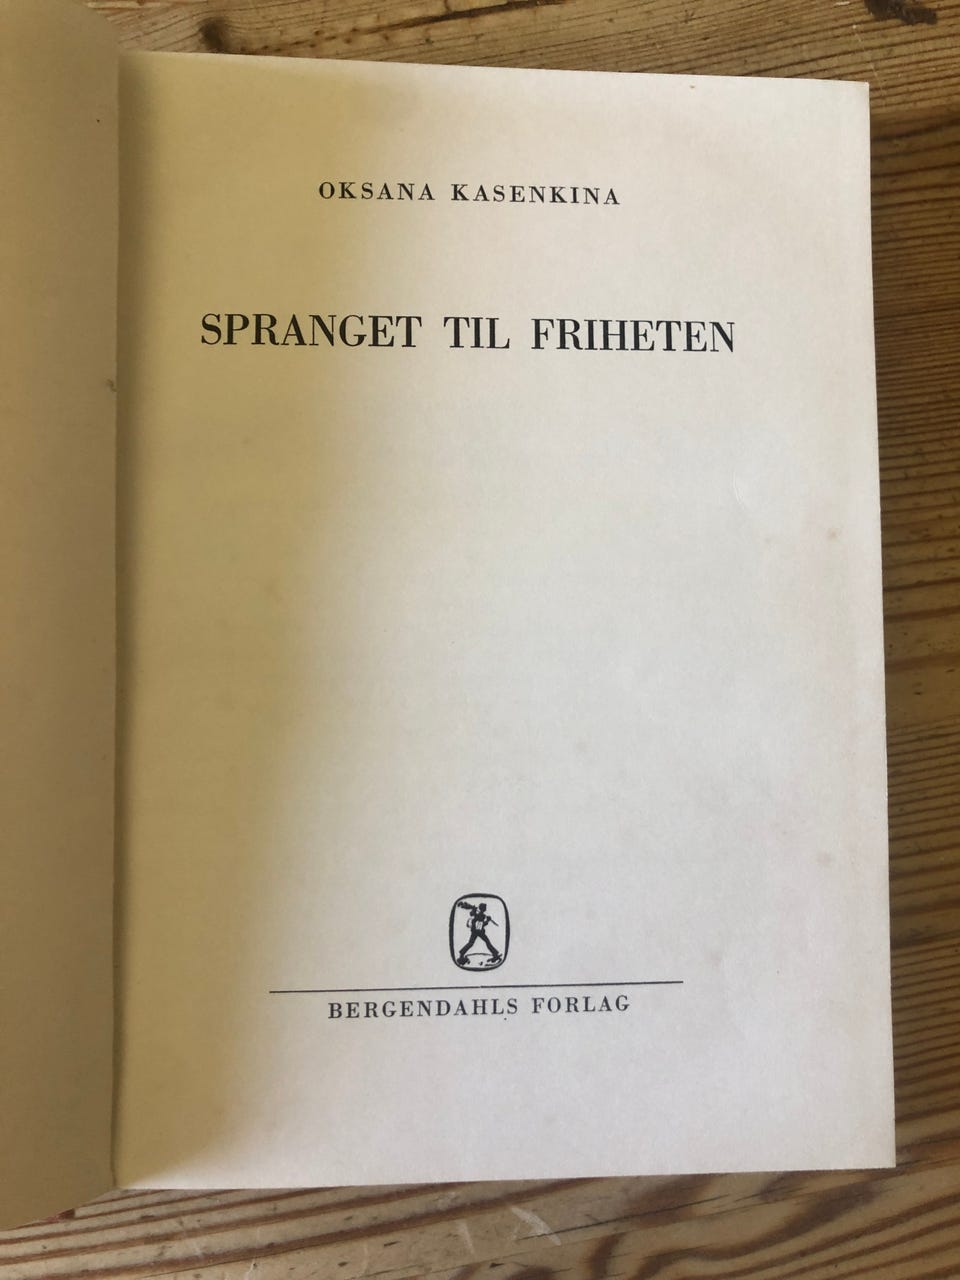 OKSANA KASENKINA
SPRANGET TIL FRIHETEN
BERGENDAHLS FORLAG